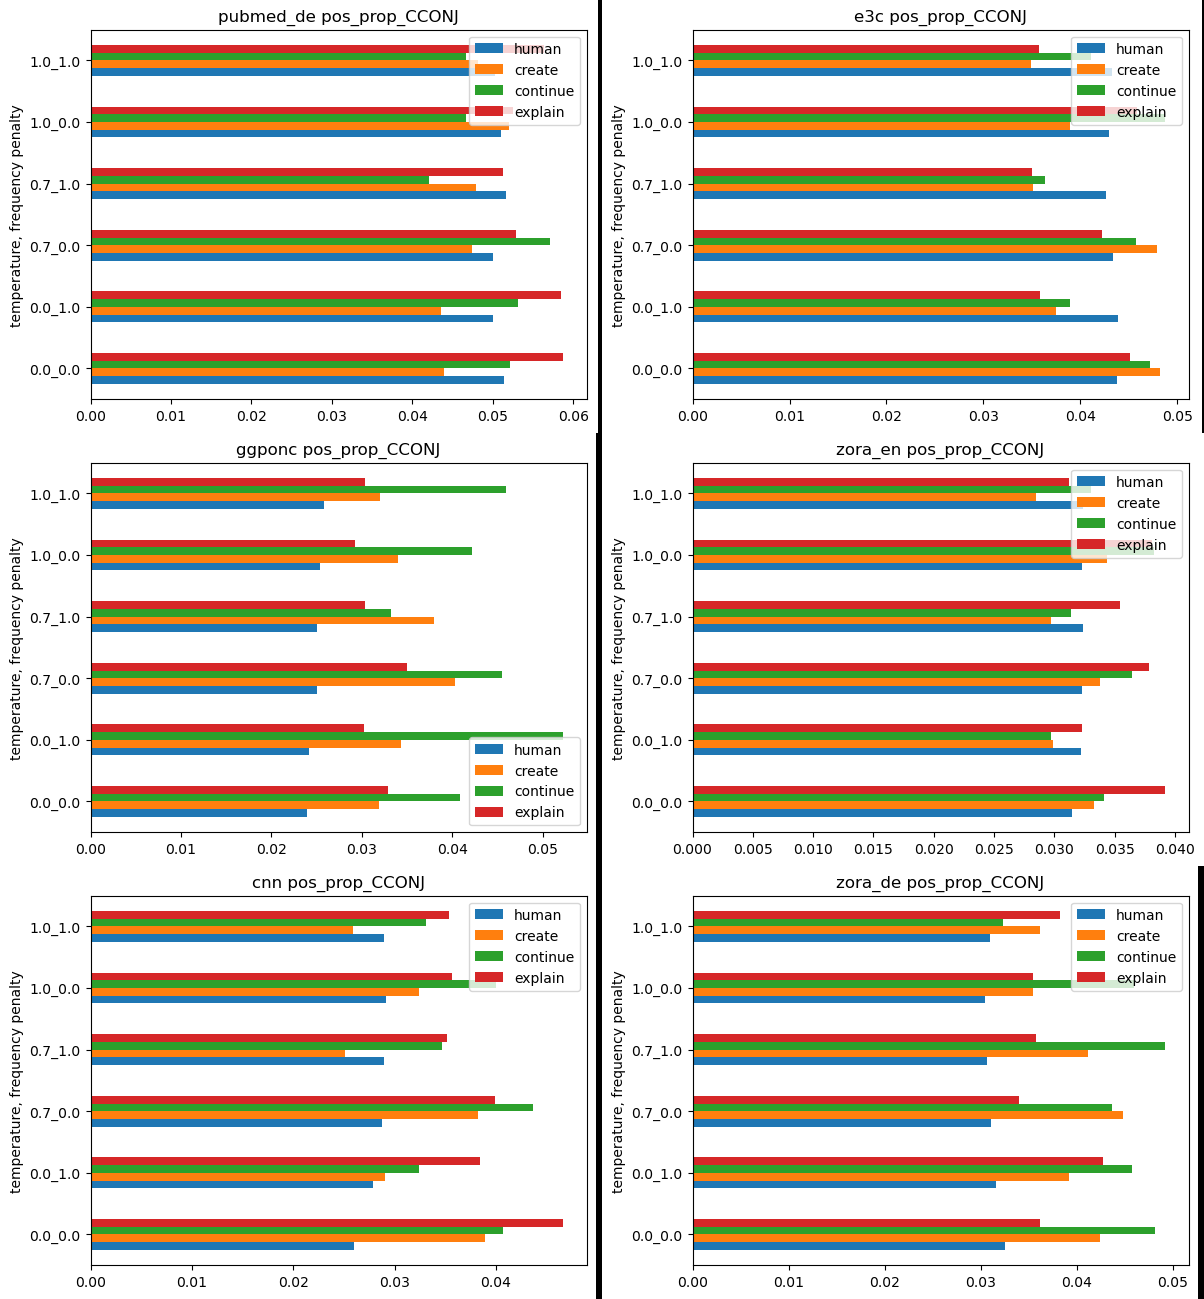 pubmed_de pos_prop_CCONJ
temperature, frequency penalty
1.0_1.0
1.0_0.0
0.7_1.0
0.7_0.0
0.0_1.0
0.0_0.0
human
create
continue
explain
0.00 0.01 0.02 0.03 0.04 0.05 0.06
e3c pos_prop_CCONJ
temperature, frequency penalty
1.0_1.0
1.0_0.0
0.7_1.0
0.7_0.0
0.0_1.0
0.0_0.0
human
create
continue
explain
0.00 0.01 0.02 0.03 0.04 0.05
ggponc pos_prop_CCONJ
temperature, frequency penalty
1.0_1.0
1.0_0.0
0.7_1.0
0.7_0.0
0.0_1.0
0.0_0.0
human
create
continue
explain
0.00 0.01 0.02 0.03 0.04 0.05
zora_en pos_prop_CCONJ
temperature, frequency penalty
1.0_1.0
1.0_0.0
0.7_1.0
0.7_0.0
0.0_1.0
0.0_0.0
human
create
continue
explain
0.000 0.005 0.010 0.015 0.020 0.025 0.030 0.035 0.040
cnn pos_prop_CCONJ
temperature, frequency penalty
1.0_1.0
1.0_0.0
0.7_1.0
0.7_0.0
0.0_1.0
0.0_0.0
human
create
continue
explain
0.00 0.01 0.02 0.03 0.04
zora_de pos_prop_CCONJ
temperature, frequency penalty
1.0_1.0
1.0_0.0
0.7_1.0
0.7_0.0
0.0_1.0
0.0_0.0
human
create
continue
explain
0.00 0.01 0.02 0.03 0.04 0.05